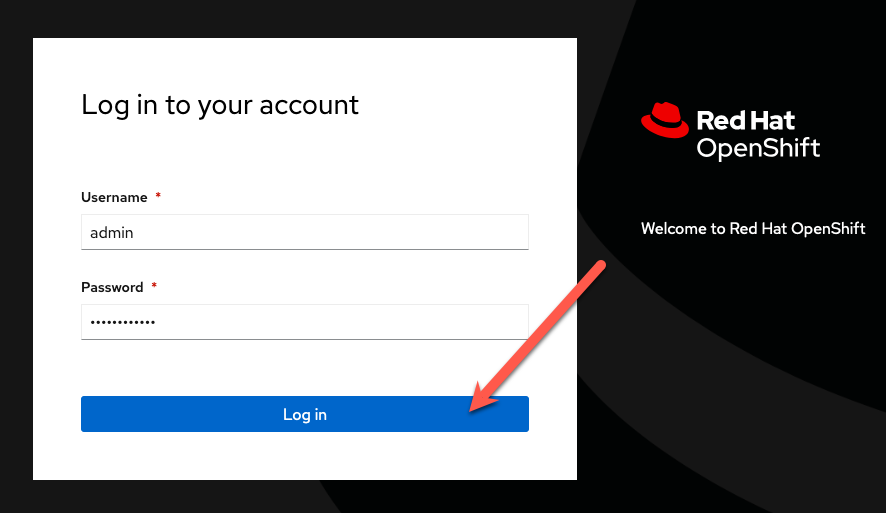 Log in to your account
Username *
admin
Password *
••••••••••••
Log in
Red Hat
OpenShift
Welcome to Red Hat OpenShift